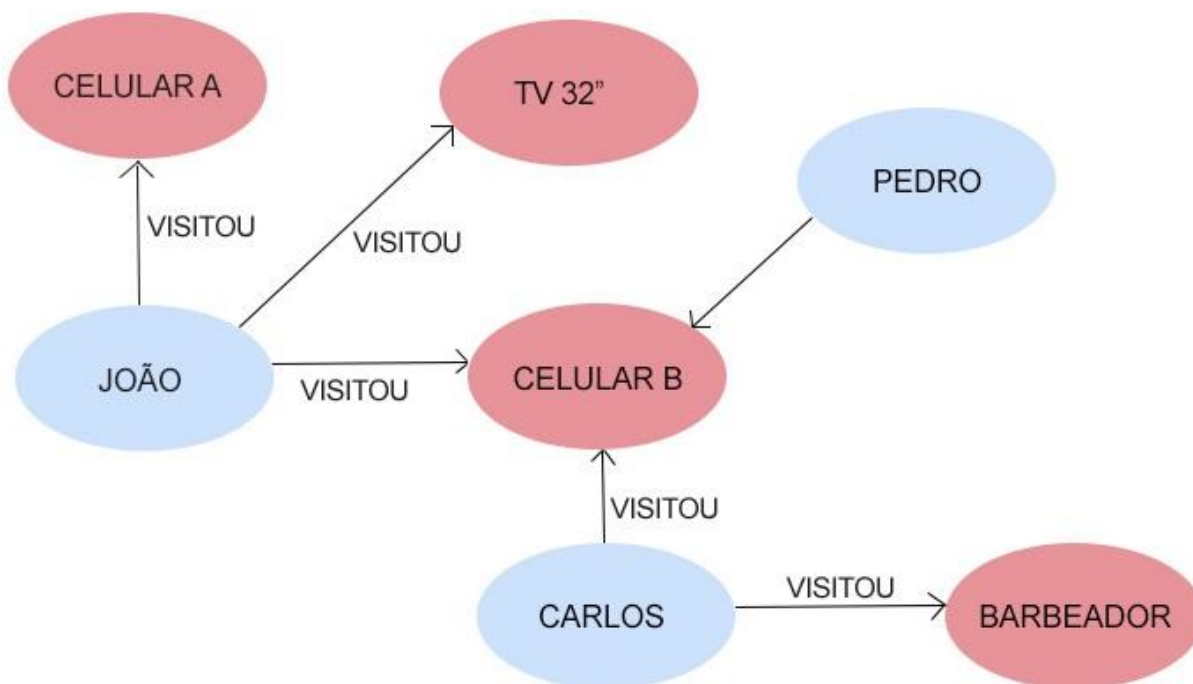 CELULAR A
TV 32”
PEDRO
VISITOU
VISITOU
JOÃO
VISITOU
CELULAR B
VISITOU
CARLOS
VISITOU
BARBEADOR